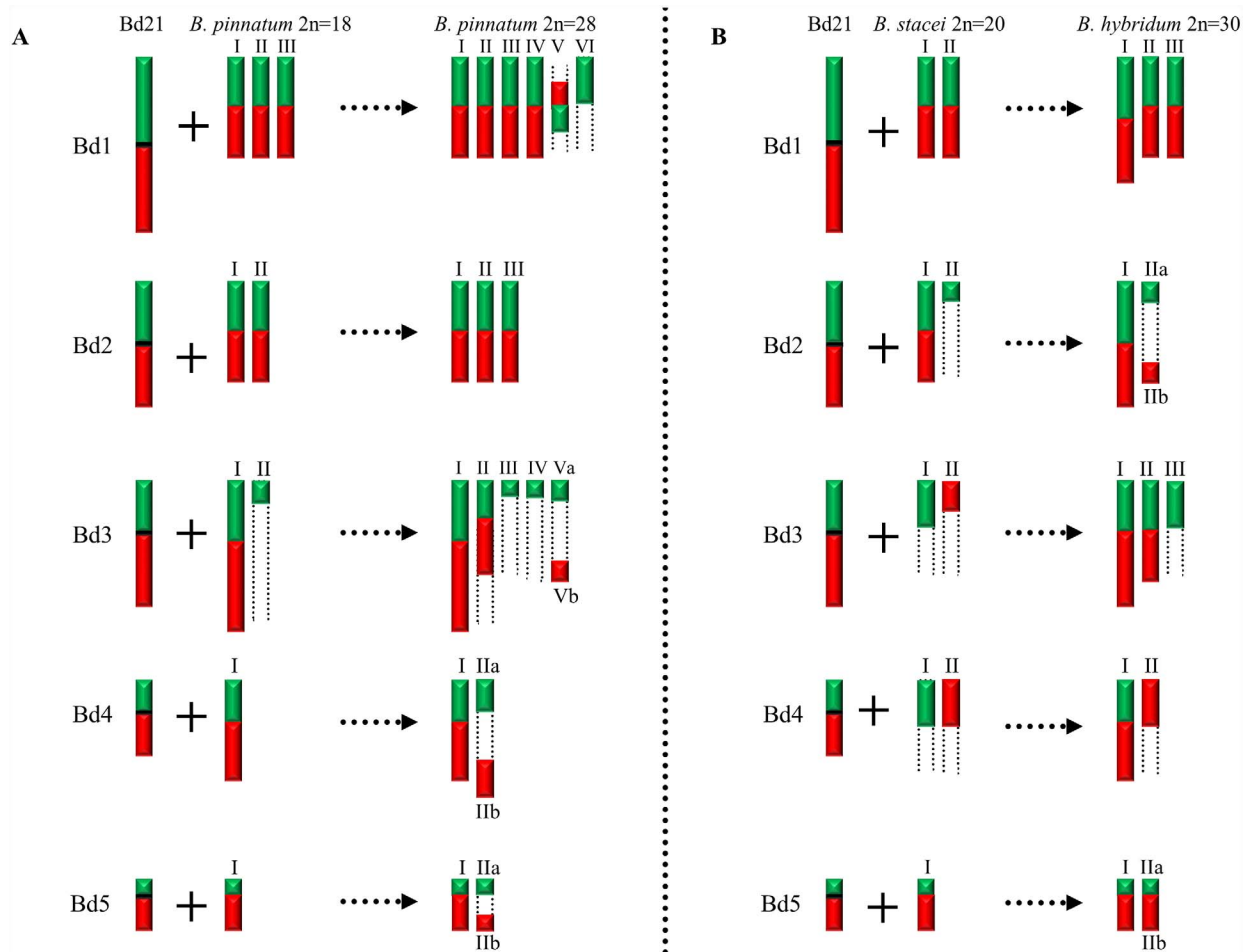 A
Bd21 B. pinnatum 2n=18 B. pinnatum 2n=28
I II III I II III IV V VI
Bd1 +
I II I II III
Bd2 +
I II I II III IV Va
Bd3 +
Vb
I I IIa
Bd4 +
IIb
I I IIa
Bd5 +
IIb
B
Bd21 B. stacei 2n=20 B. hybridum 2n=30
I II I II III
Bd1 +
I II I IIa
Bd2 +
IIb
I II I II III
Bd3 +
I II I II
Bd4 +
I I IIa
Bd5 +
IIb